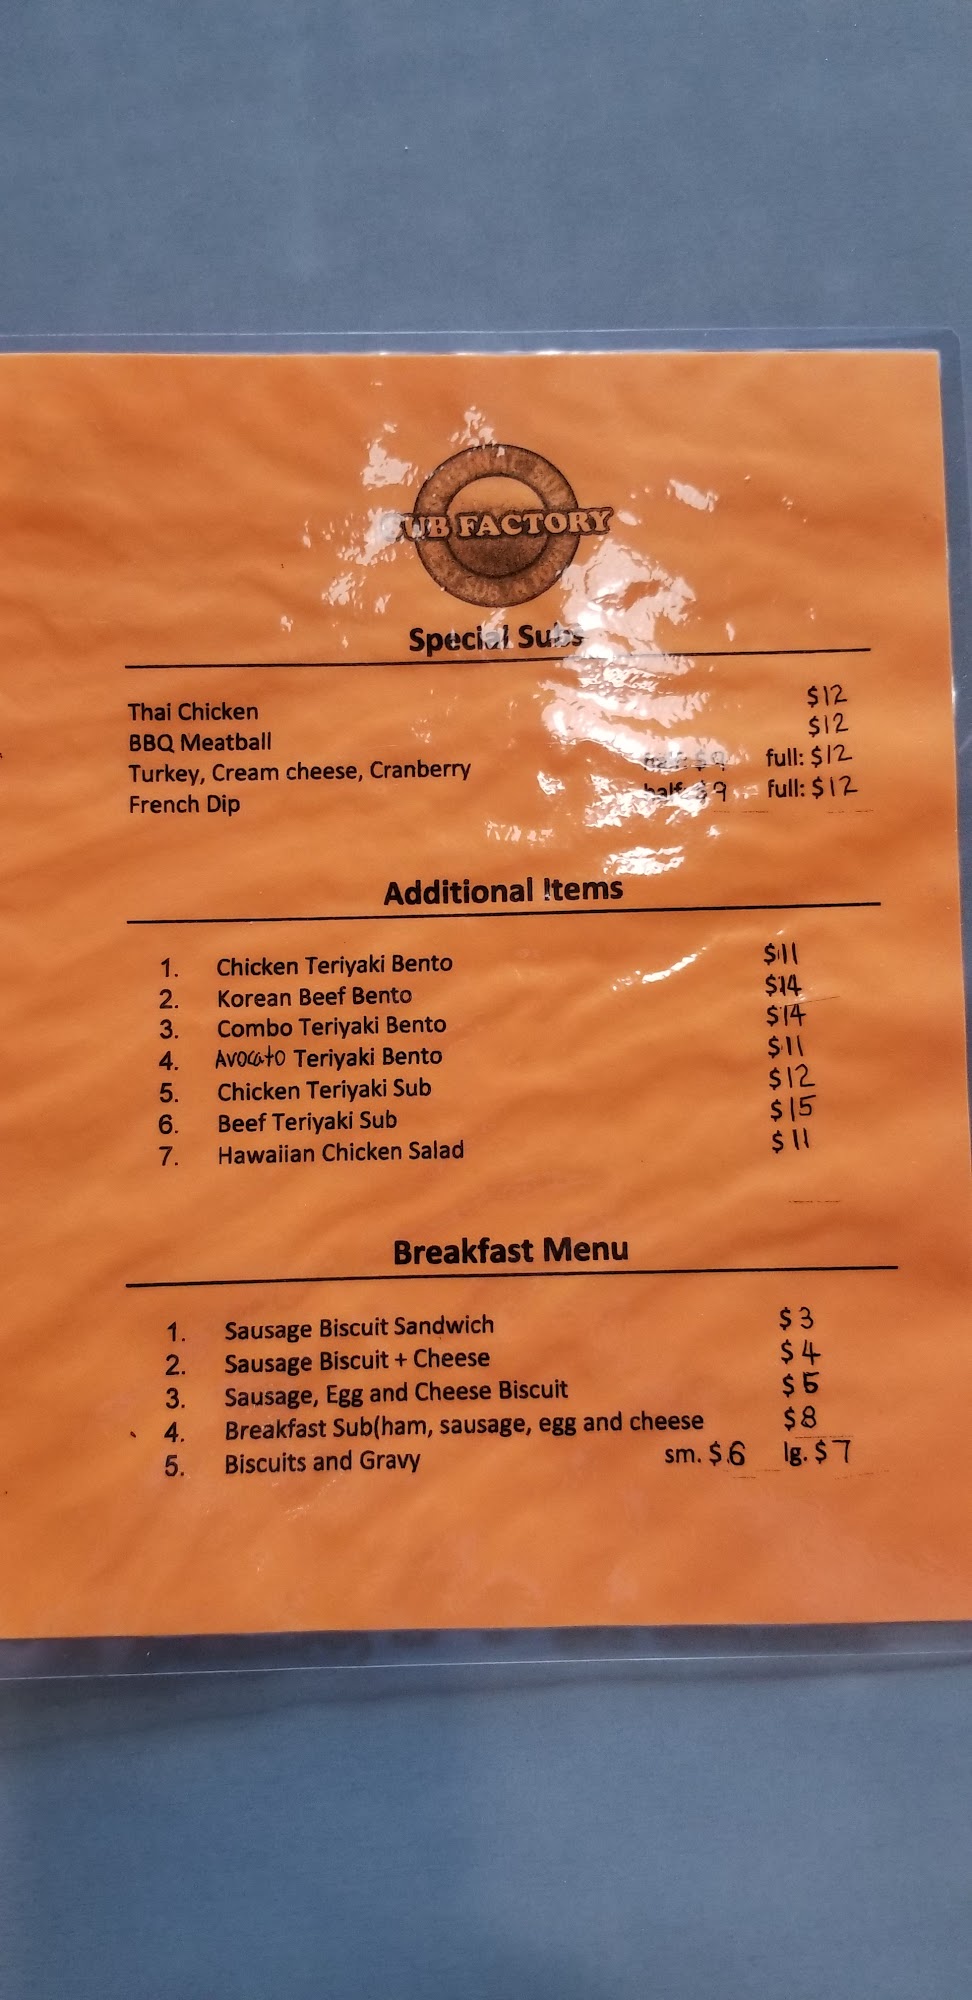 SUB FACTORY
Special Subs
Thai Chicken $12
BBQ Meatball $12
Turkey, Cream cheese, Cranberry half: $9 full: $12
French Dip half: $9 full: $12
Additional Items
1. Chicken Teriyaki Bento $11
2. Korean Beef Bento $14
3. Combo Teriyaki Bento $14
4. Avocato Teriyaki Bento $11
5. Chicken Teriyaki Sub $12
6. Beef Teriyaki Sub $15
7. Hawaiian Chicken Salad $11
Breakfast Menu
1. Sausage Biscuit Sandwich $3
2. Sausage Biscuit + Cheese $4
3. Sausage, Egg and Cheese Biscuit $5
4. Breakfast Sub(ham, sausage, egg and cheese $8
5. Biscuits and Gravy sm. $.6 lg. $7